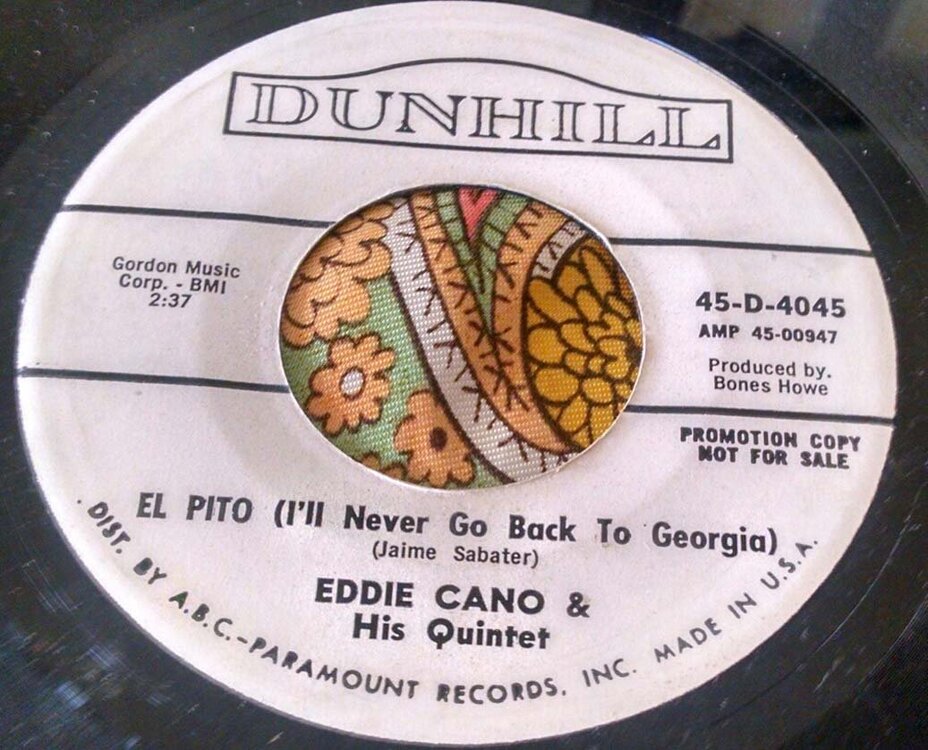 DUNHILL
Gordon Music
Corp. - BMI
2:37
45-D-4045
AMP 45-00947
Produced by.
Bones Howe
PROMOTION COPY
NOT FOR SALE
EL PITO (I'll Never Go Back To Georgia)
(Jaime Sabater)
EDDIE CANO &
His Quintet
DIST. BY A.B.C.-PARAMOUNT RECORDS, INC. MADE IN U.S.A.